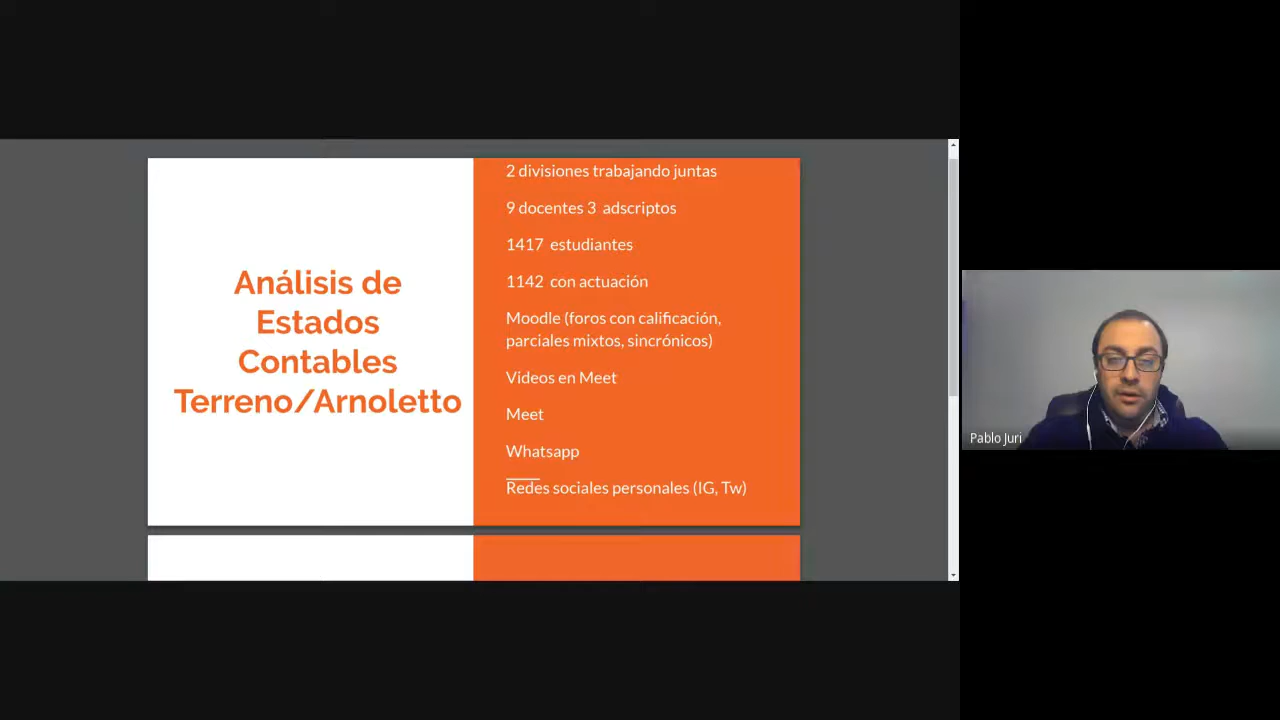 Análisis de
Estados
Contables
Terreno/Arnoletto
2 divisiones trabajando juntas
9 docentes 3 adscriptos
1417 estudiantes
1142 con actuación
Moodle (foros con calificación,
parciales mixtos, sincrónicos)
Videos en Meet
Meet
Whatsapp
Redes sociales personales (IG, Tw)
Pablo Juri